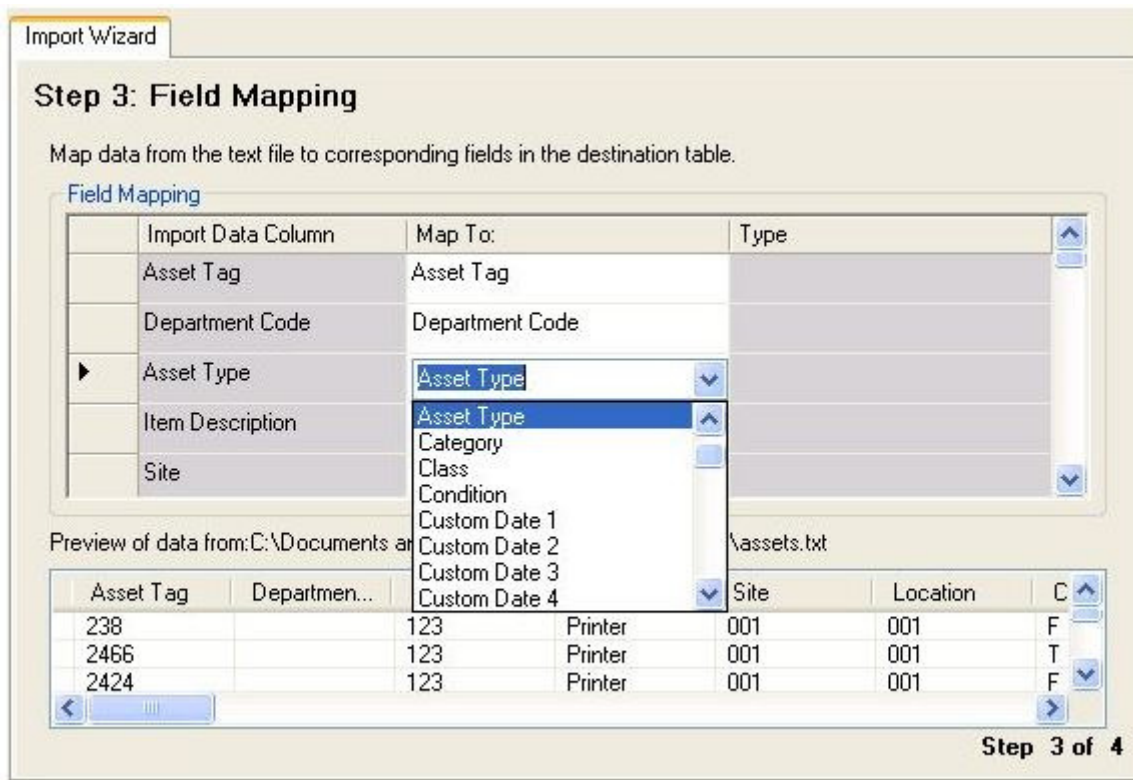 Import Wizard
Step 3: Field Mapping
Map data from the text file to corresponding fields in the destination table.
Field Mapping
Import Data Column Map To: Type
Asset Tag Asset Tag
Department Code Department Code
Asset Type Asset Type
Item Description
Site
Asset Type
Category
Class
Condition
Custom Date 1
Custom Date 2
Custom Date 3
Custom Date 4
Preview of data from:C:\Documents \assets.txt
Asset Tag Departmen... Site Location C
238 123 Printer 001 001 F
2466 123 Printer 001 001 T
2424 123 Printer 001 001 F
Step 3 of 4